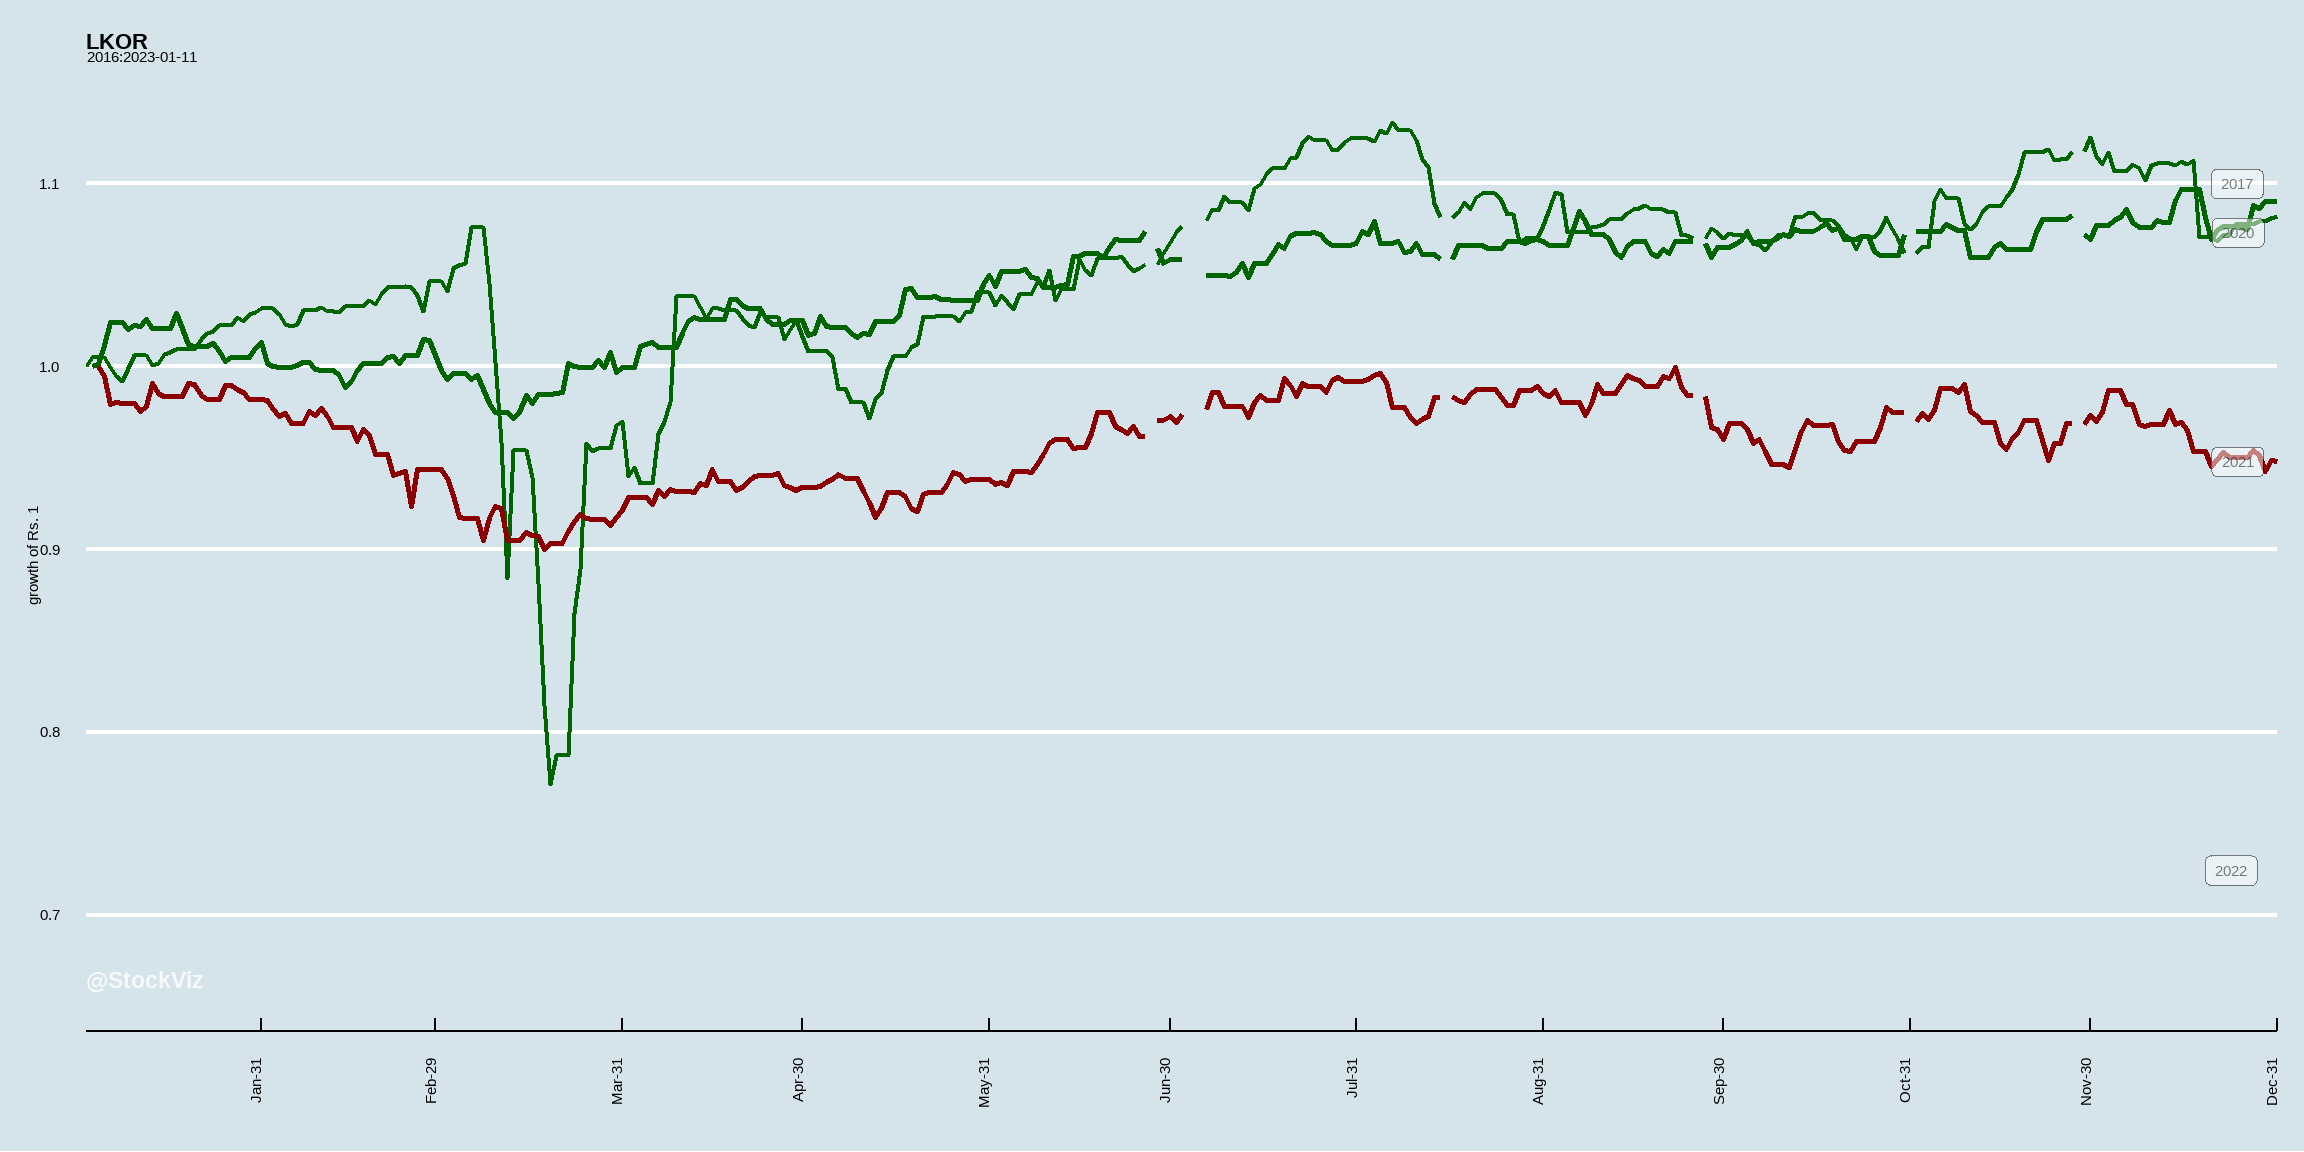 LKOR
2016:2023-01-11
1.1
1.0
0.9
0.8
0.7
growth of Rs. 1
2017
2020
2021
2022
@StockViz
Jan-31
Feb-29
Mar-31
Apr-30
May-31
Jun-30
Jul-31
Aug-31
Sep-30
Oct-31
Nov-30
Dec-31